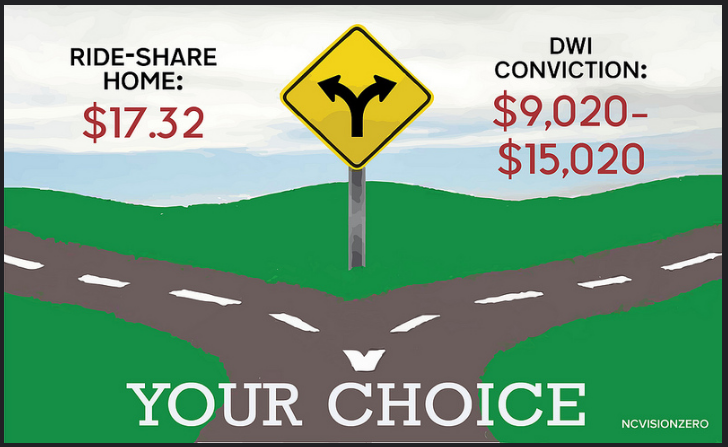 RIDE-SHARE
HOME:
$17.32
DWI
CONVICTION:
$9,020-
$15,020
YOUR CHOICE
NCVISIONZERO